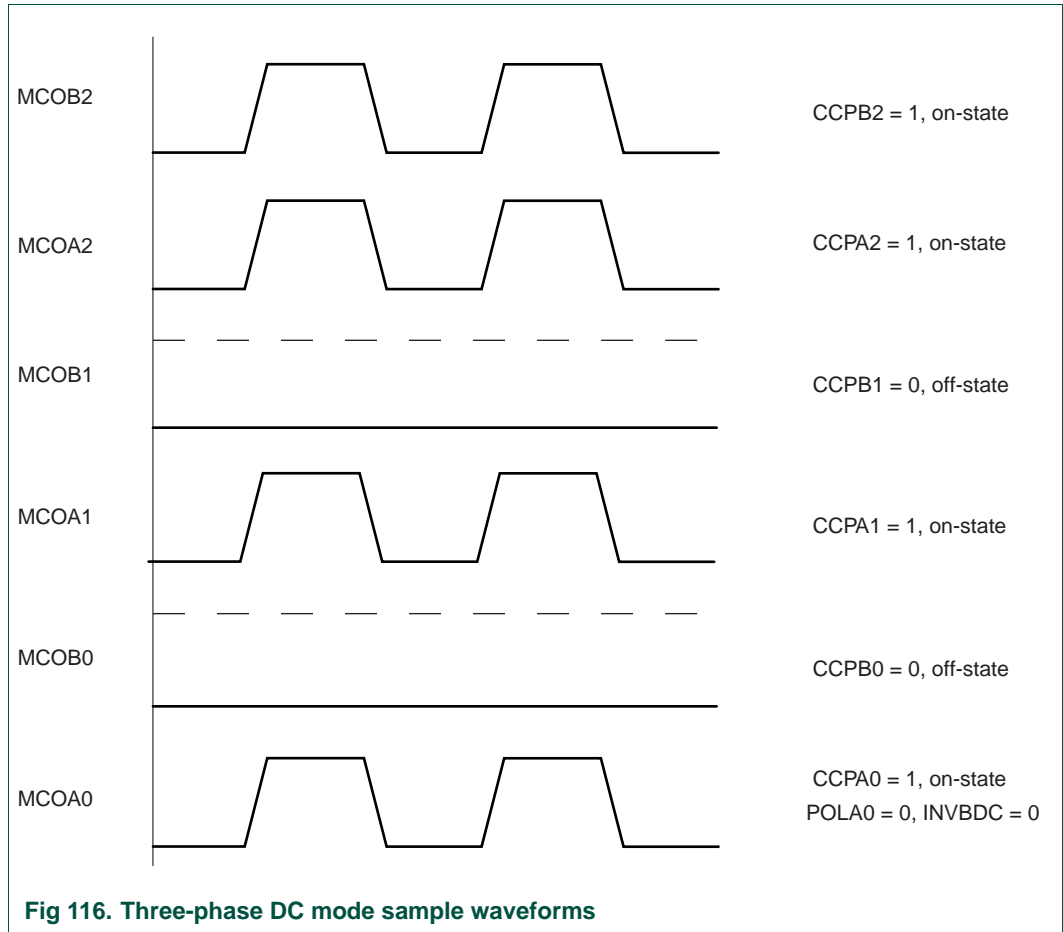 MCOB2
CCPB2 = 1, on-state
MCOA2
CCPA2 = 1, on-state
MCOB1
CCPB1 = 0, off-state
MCOA1
CCPA1 = 1, on-state
MCOB0
CCPB0 = 0, off-state
MCOA0
CCPA0 = 1, on-state
POLA0 = 0, INVBDC = 0
Fig 116. Three-phase DC mode sample waveforms